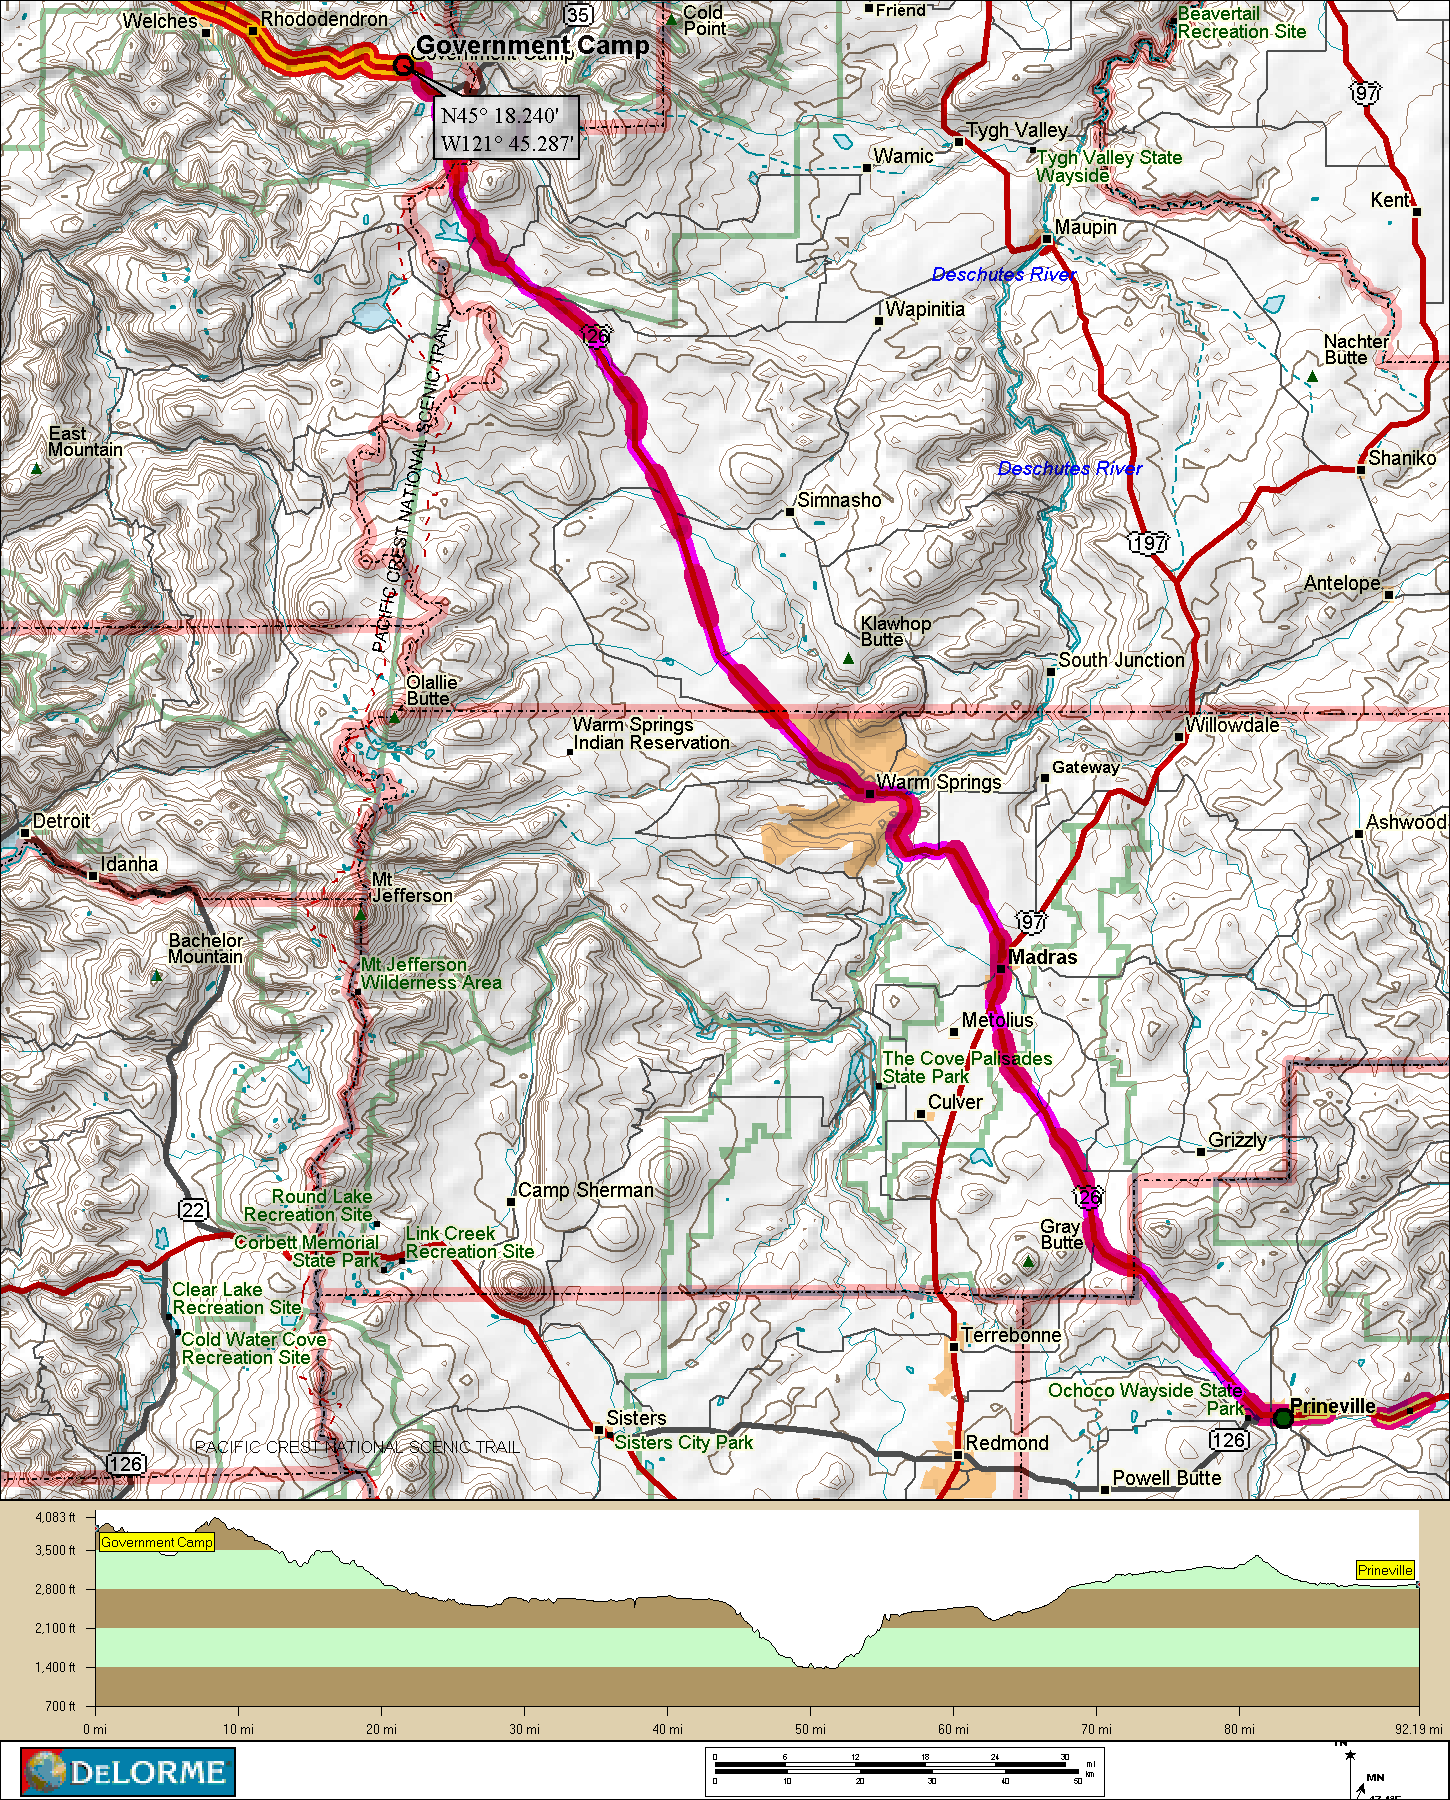 Welches
Rhododendron
35
Cold
Point
Friend
Beavertail
Recreation Site
Government Camp
Government Camp
97
N45° 18.240'
W121° 45.287'
Tygh Valley
Wamic
Tygh Valley State
Wayside
Kent
Maupin
Deschutes River
Wapinitia
26
Nachter
Butte
PACIFIC CREST NATIONAL SCENIC TRAIL
East
Mountain
Deschutes River
Shaniko
Simnasho
197
Antelope
Klawhop
Butte
South Junction
Olallie
Butte
Warm Springs
Indian Reservation
Willowdale
Gateway
Warm Springs
Detroit
Ashwood
Idanha
Mt
Jefferson
97
Bachelor
Mountain
Madras
Mt Jefferson
Wilderness Area
Metolius
The Cove Palisades
State Park
Culver
Grizzly
Camp Sherman
26
Round Lake
Recreation Site
22
Gray
Butte
Link Creek
Recreation Site
Corbett Memorial
State Park
Clear Lake
Recreation Site
Cold Water Cove
Recreation Site
Terrebonne
Ochoco Wayside State
Park
Prineville
Sisters
Sisters City Park
PACIFIC CREST NATIONAL SCENIC TRAIL
Redmond
126
126
Powell Butte
4,083 ft
3,500 ft
2,800 ft
2,100 ft
1,400 ft
700 ft
Government Camp
Prineville
0 mi
10 mi
20 mi
30 mi
40 mi
50 mi
60 mi
70 mi
80 mi
92.19 mi
DELORME
0 6 12 18 24 30 mi
0 10 20 30 40 50 km
MN